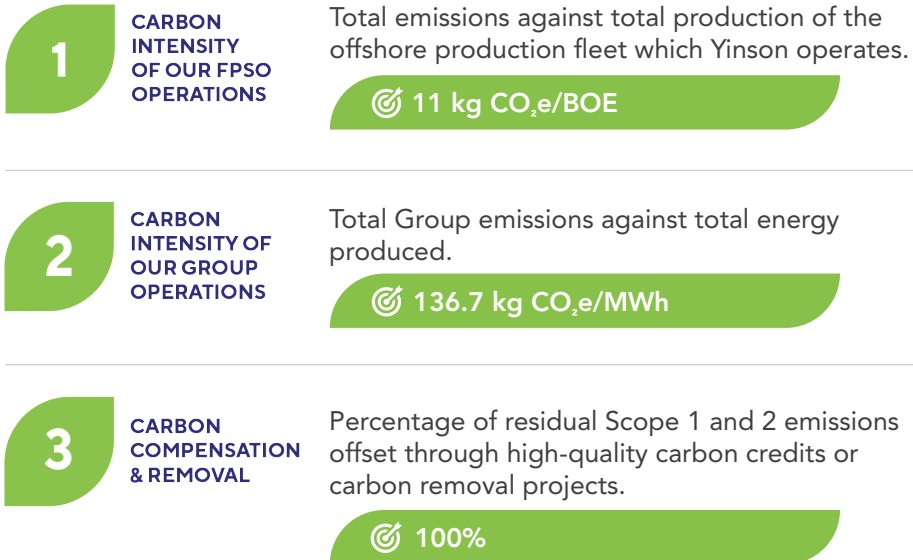 1
CARBON
INTENSITY
OF OUR FPSO
OPERATIONS
Total emissions against total production of the
offshore production fleet which Yinson operates.
11 kg CO₂e/BOE
2
CARBON
INTENSITY OF
OUR GROUP
OPERATIONS
Total Group emissions against total energy
produced.
136.7 kg CO₂e/MWh
3
CARBON
COMPENSATION
& REMOVAL
Percentage of residual Scope 1 and 2 emissions
offset through high-quality carbon credits or
carbon removal projects.
100%